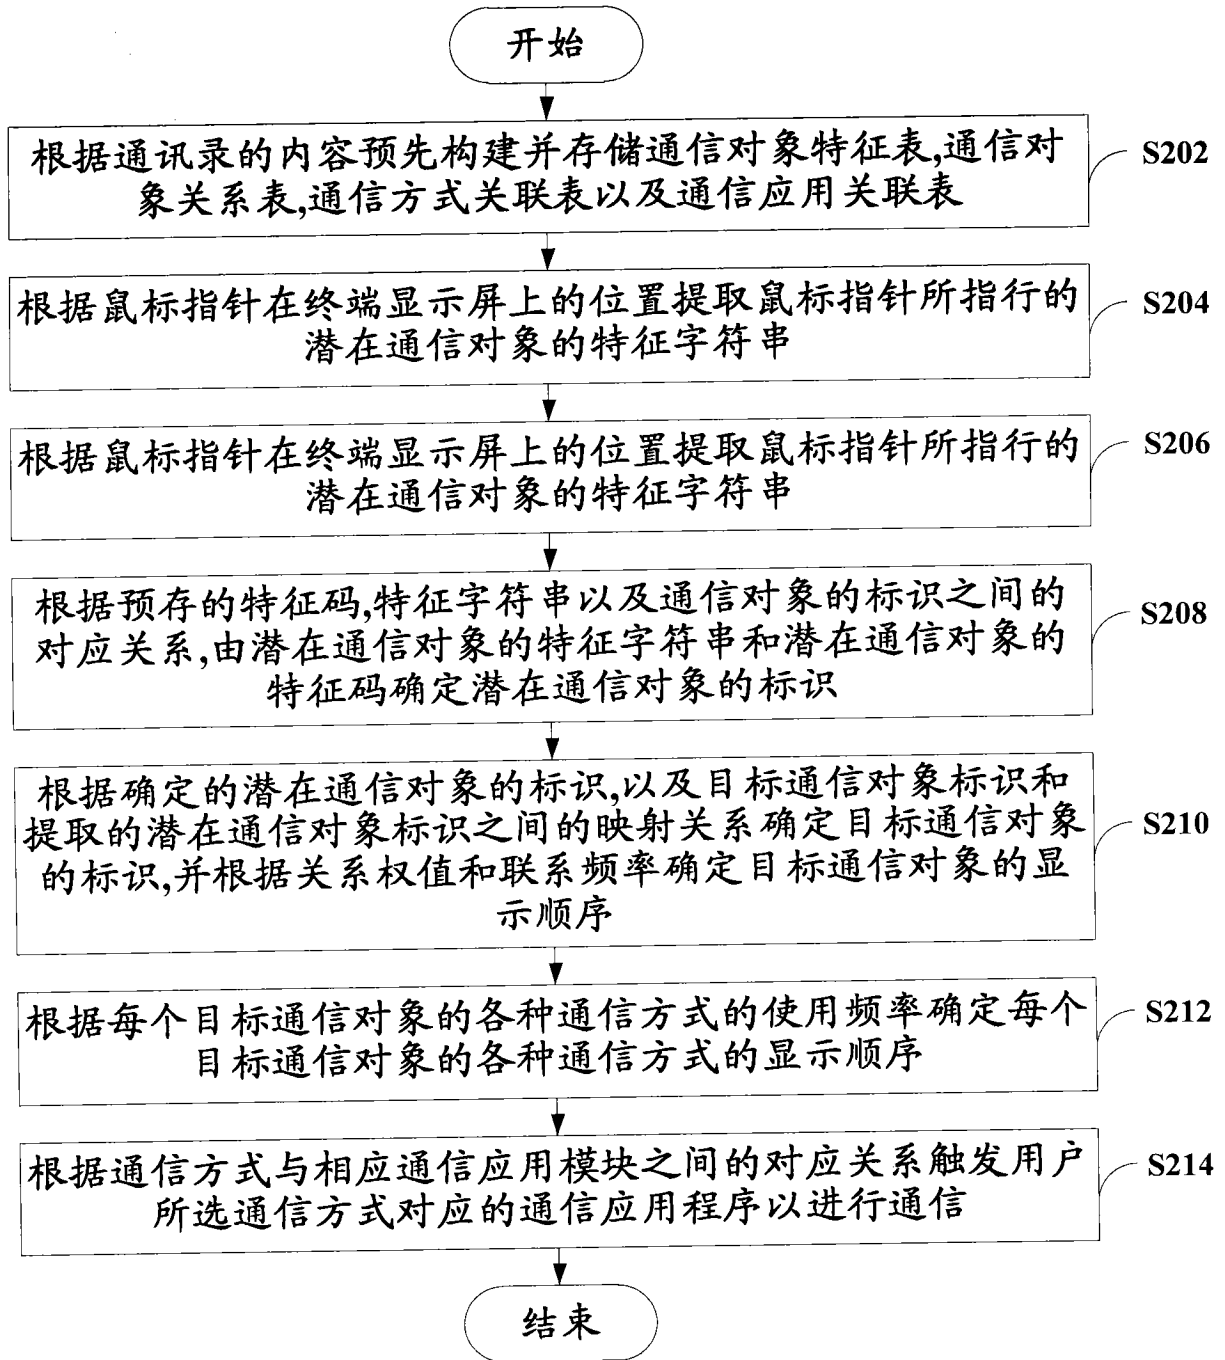 开始
根据通讯录的内容预先构建并存储通信对象特征表,通信对
象关系表,通信方式关联表以及通信应用关联表
S202
根据鼠标指针在终端显示屏上的位置提取鼠标指针所指行的
潜在通信对象的特征字符串
S204
根据鼠标指针在终端显示屏上的位置提取鼠标指针所指行的
潜在通信对象的特征字符串
S206
根据预存的特征码,特征字符串以及通信对象的标识之间的
对应关系,由潜在通信对象的特征字符串和潜在通信对象的
特征码确定潜在通信对象的标识
S208
根据确定的潜在通信对象的标识,以及目标通信对象标识和
提取的潜在通信对象标识之间的映射关系确定目标通信对象
的标识,并根据关系权值和联系频率确定目标通信对象的显
示顺序
S210
根据每个目标通信对象的各种通信方式的使用频率确定每个
目标通信对象的各种通信方式的显示顺序
S212
根据通信方式与相应通信应用模块之间的对应关系触发用户
所选通信方式对应的通信应用程序以进行通信
S214
结束